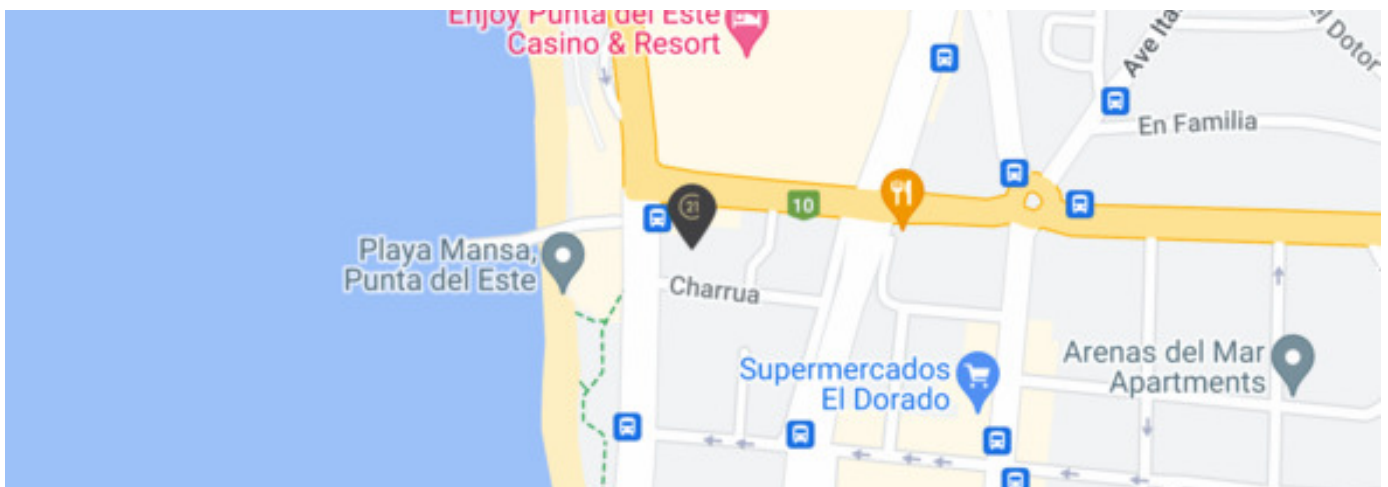 Enjoy Punta del Este
Casino & Resort
Ave Ita
el Dotor
En Familia
21
10
Playa Mansa,
Punta del Este
Charrua
Supermercados
El Dorado
Arenas del Mar
Apartments